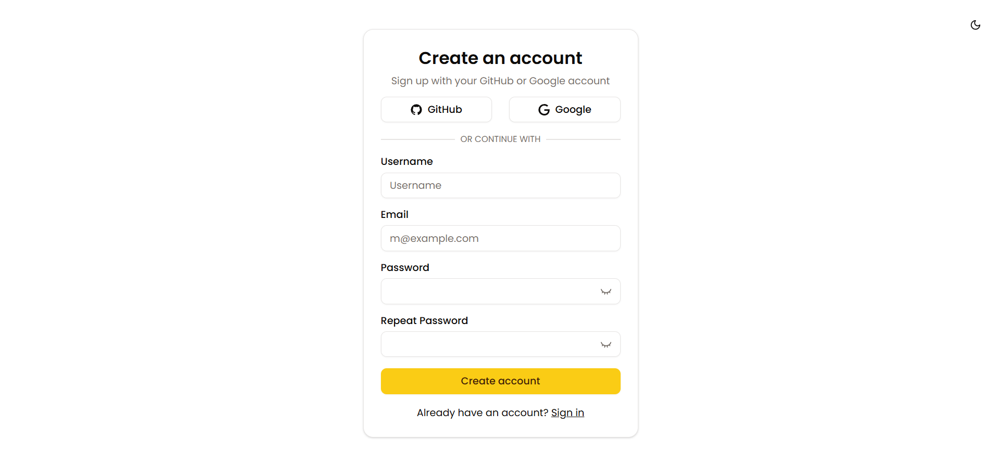 Create an account
Sign up with your GitHub or Google account
GitHub
Google
OR CONTINUE WITH
Username
Username
Email
m@example.com
Password
Repeat Password
Create account
Already have an account? Sign in